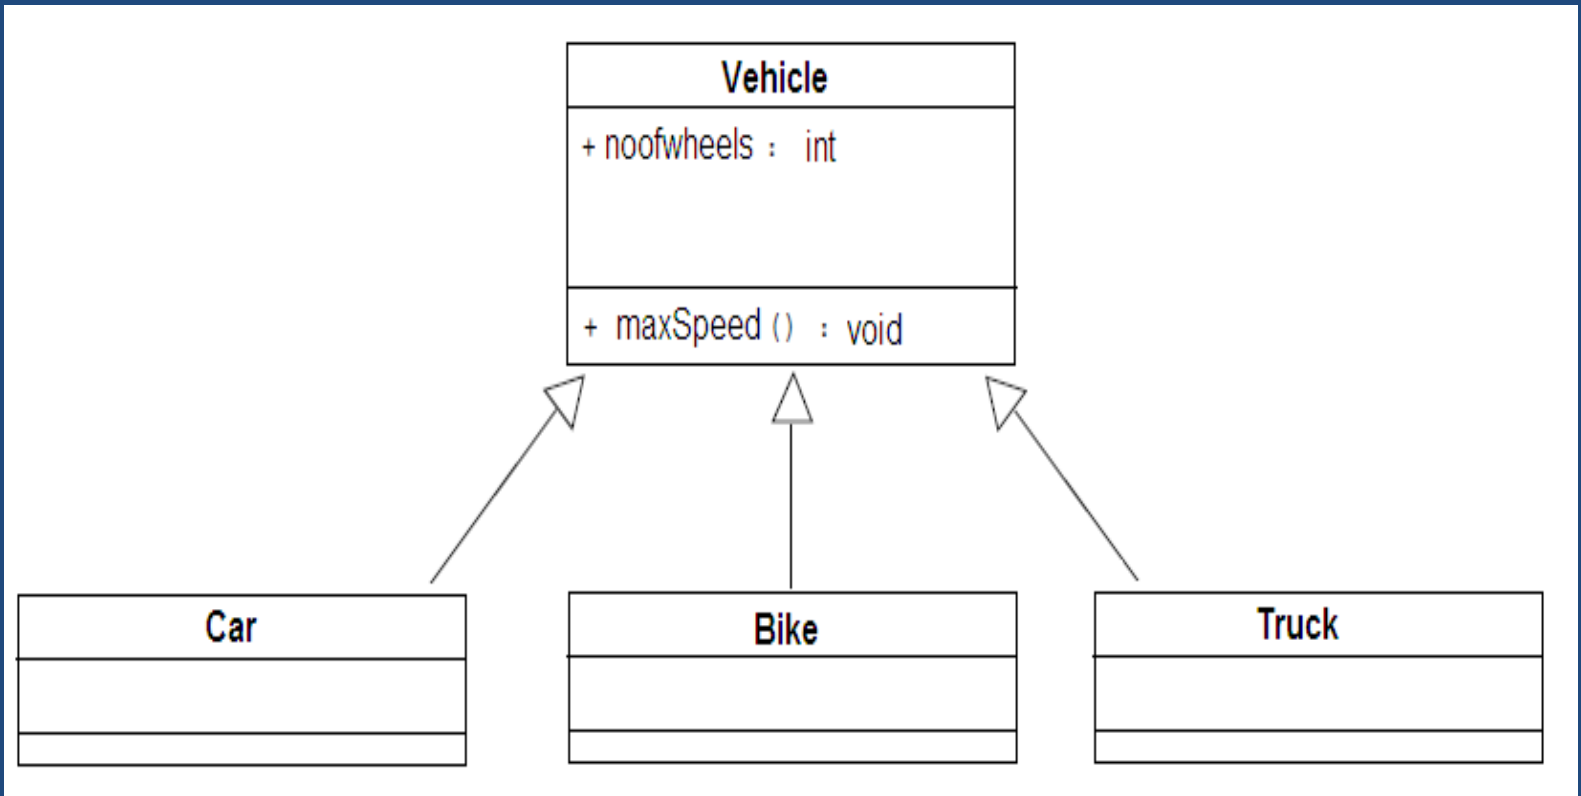 Vehicle
+ noofwheels : int
+ maxSpeed () : void
Car
Bike
Truck